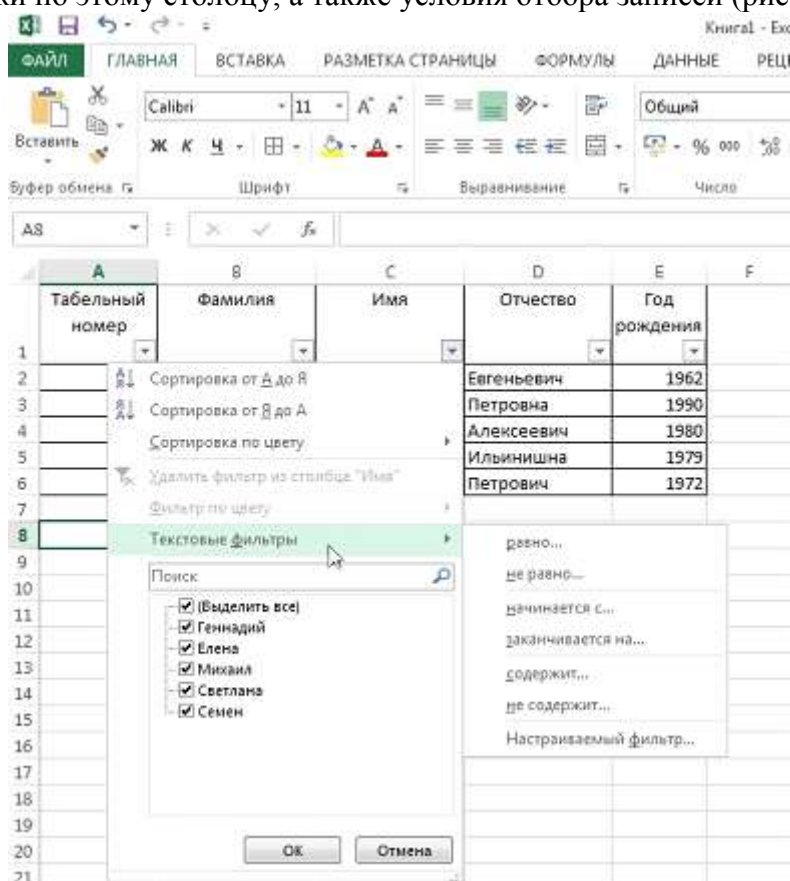 ки по этому столбцу, а также условия отбора записей (рис
Книга1 - Exc
ФАЙЛ ГЛАВНАЯ ВСТАВКА РАЗМЕТКА СТРАНИЦЫ ФОРМУЛЫ ДАННЫЕ РЕЦ
Calibri 11 А А Общий
Вставить Ж К Ч % 000
Буфер обмена Шрифт Выравнивание Число
A8 fx
A B C D E F
Табельный номер Фамилия Имя Отчество Год рождения
1
2 Сортировка от А до Я Евгеньевич 1962
3 Сортировка от Я до А Петровна 1990
4 Сортировка по цвету Алексеевич 1980
5 Ильинишна 1979
6 Удалить фильтр из столбца "Имя" Петрович 1972
7 Фильтр по цвету
8 Текстовые фильтры равно...
9 Поиск не равно...
10 (Выделить все) начинается с...
11 Геннадий
12 Елена заканчивается на...
13 Михаил содержит...
14 Светлана не содержит...
15 Семен
16 Настраиваемый фильтр...
17
18
19
20 ОК Отмена
21